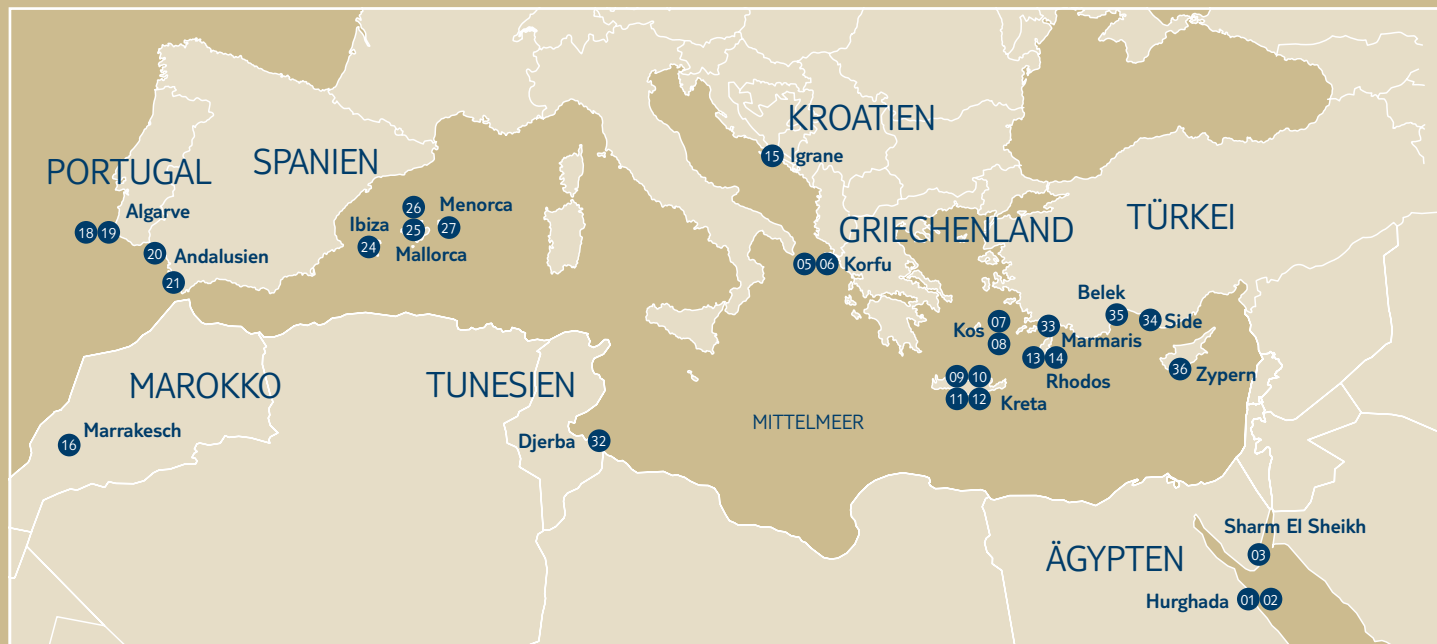 KROATIEN
15 Igrane
PORTUGAL
SPANIEN
Algarve
18 19
20 Andalusien
21
26 Menorca
Ibiza 25 27
24 Mallorca
GRIECHENLAND
05 06 Korfu
TÜRKEI
Belek
35 34 Side
Kos 07
08
33
Marmaris
13 14
Rhodos
36 Zypern
09 10
11 12 Kreta
MAROKKO
16 Marrakesch
TUNESIEN
Djerba 32
MITTELMEER
ÄGYPTEN
Sharm El Sheikh
03
Hurghada 01 02